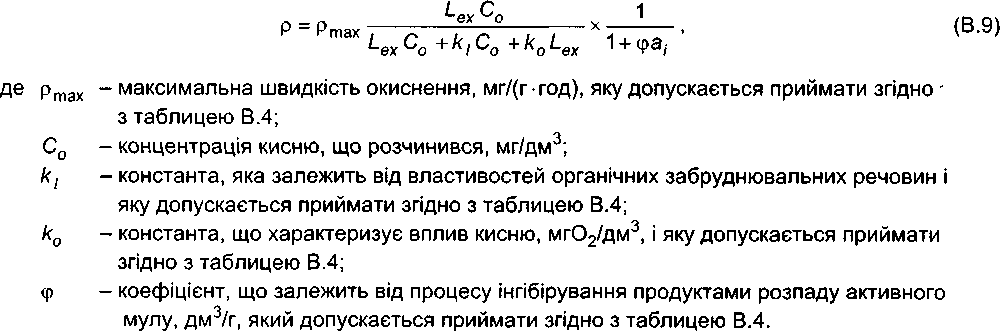 ρ = ρmax (Lex Co) / (Lex Co + kl Co + ko Lex) × 1 / (1 + φai), (В.9)
де ρmax – максимальна швидкість окиснення, мг/(г·год), яку допускається приймати згідно
з таблицею В.4;
Co – концентрація кисню, що розчинився, мг/дм³;
kl – константа, яка залежить від властивостей органічних забруднювальних речовин і
яку допускається приймати згідно з таблицею В.4;
ko – константа, що характеризує вплив кисню, мгО₂/дм³, і яку допускається приймати
згідно з таблицею В.4;
φ – коефіцієнт, що залежить від процесу інгібірування продуктами розпаду активного
мулу, дм³/г, який допускається приймати згідно з таблицею В.4.